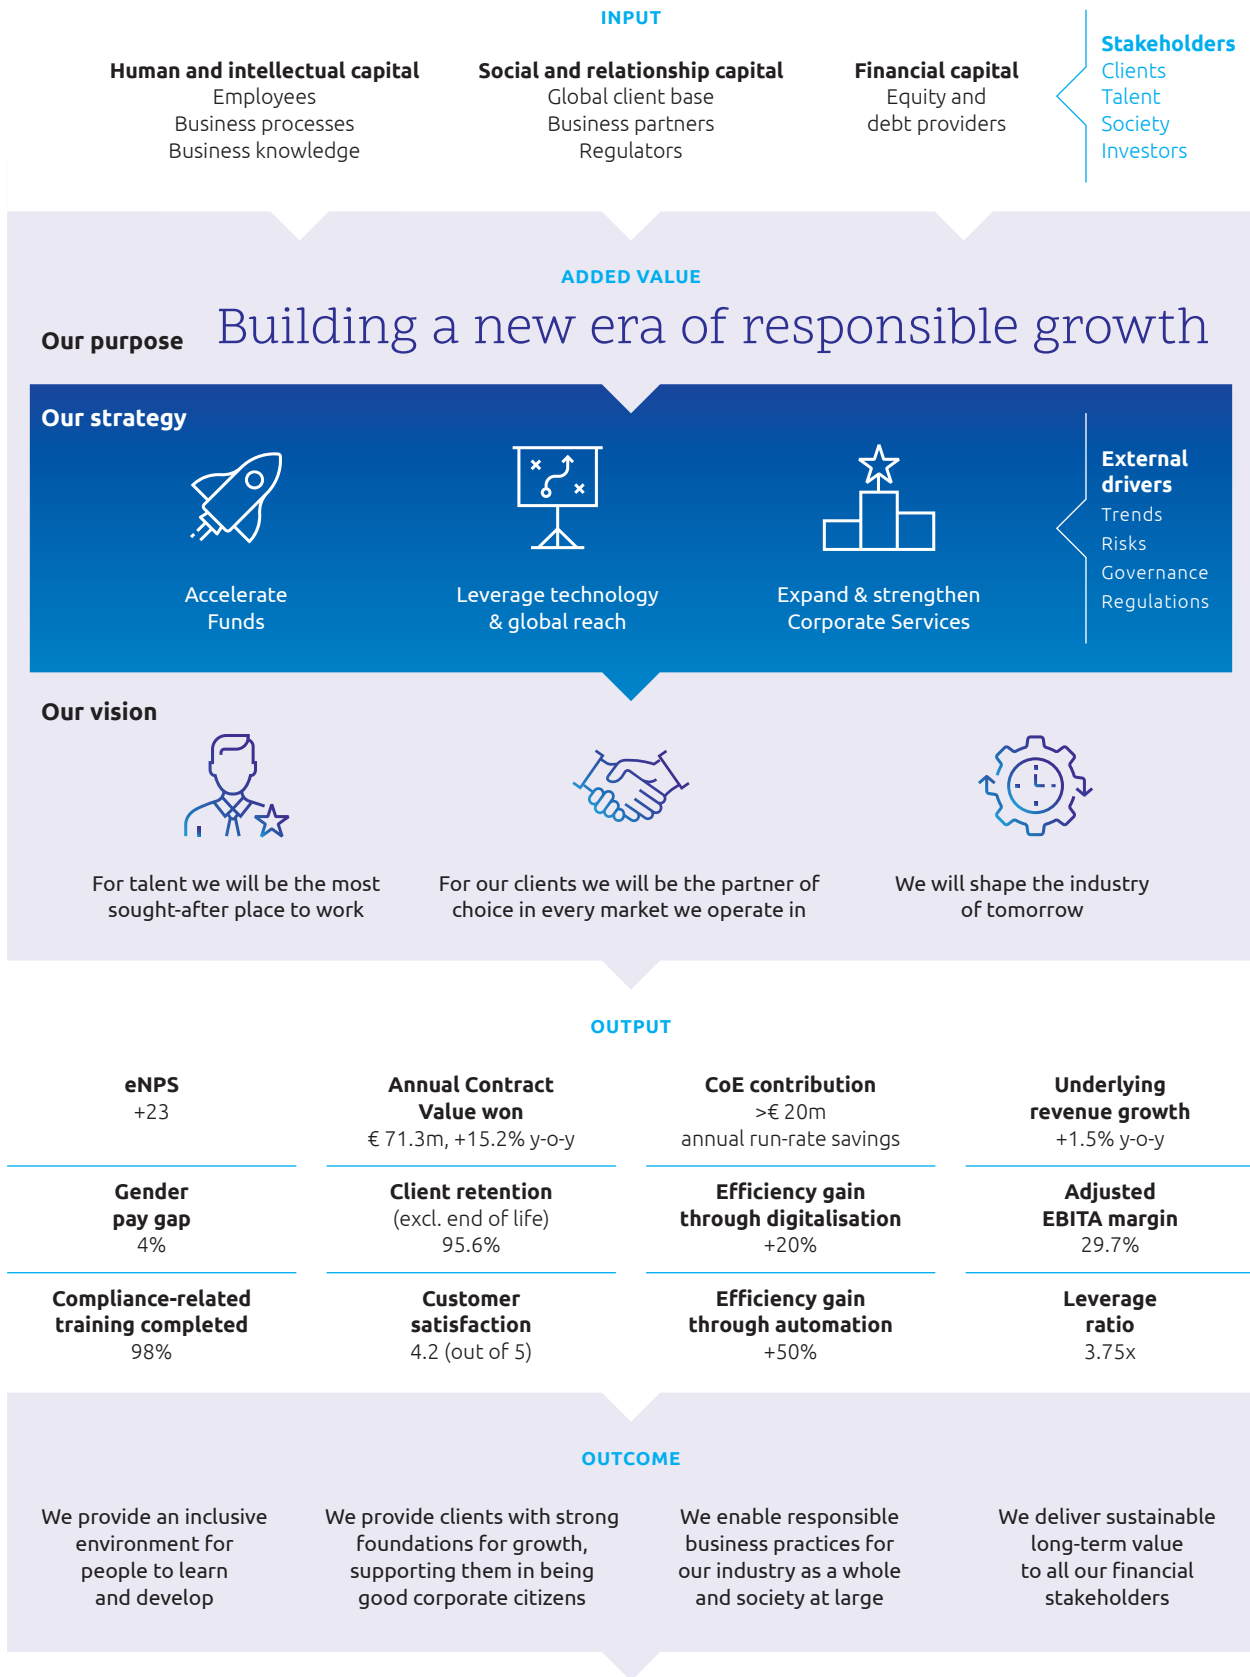 INPUT
Human and intellectual capital
Employees
Business processes
Business knowledge
Social and relationship capital
Global client base
Business partners
Regulators
Financial capital
Equity and
debt providers
Stakeholders
Clients
Talent
Society
Investors
ADDED VALUE
Our purpose
Building a new era of responsible growth
Our strategy
Accelerate
Funds
Leverage technology
& global reach
Expand & strengthen
Corporate Services
External
drivers
Trends
Risks
Governance
Regulations
Our vision
For talent we will be the most
sought-after place to work
For our clients we will be the partner of
choice in every market we operate in
We will shape the industry
of tomorrow
OUTPUT
eNPS
+23
Annual Contract
Value won
€ 71.3m, +15.2% y-o-y
CoE contribution
>€ 20m
annual run-rate savings
Underlying
revenue growth
+1.5% y-o-y
Gender
pay gap
4%
Client retention
(excl. end of life)
95.6%
Efficiency gain
through digitalisation
+20%
Adjusted
EBITA margin
29.7%
Compliance-related
training completed
98%
Customer
satisfaction
4.2 (out of 5)
Efficiency gain
through automation
+50%
Leverage
ratio
3.75x
OUTCOME
We provide an inclusive
environment for
people to learn
and develop
We provide clients with strong
foundations for growth,
supporting them in being
good corporate citizens
We enable responsible
business practices for
our industry as a whole
and society at large
We deliver sustainable
long-term value
to all our financial
stakeholders